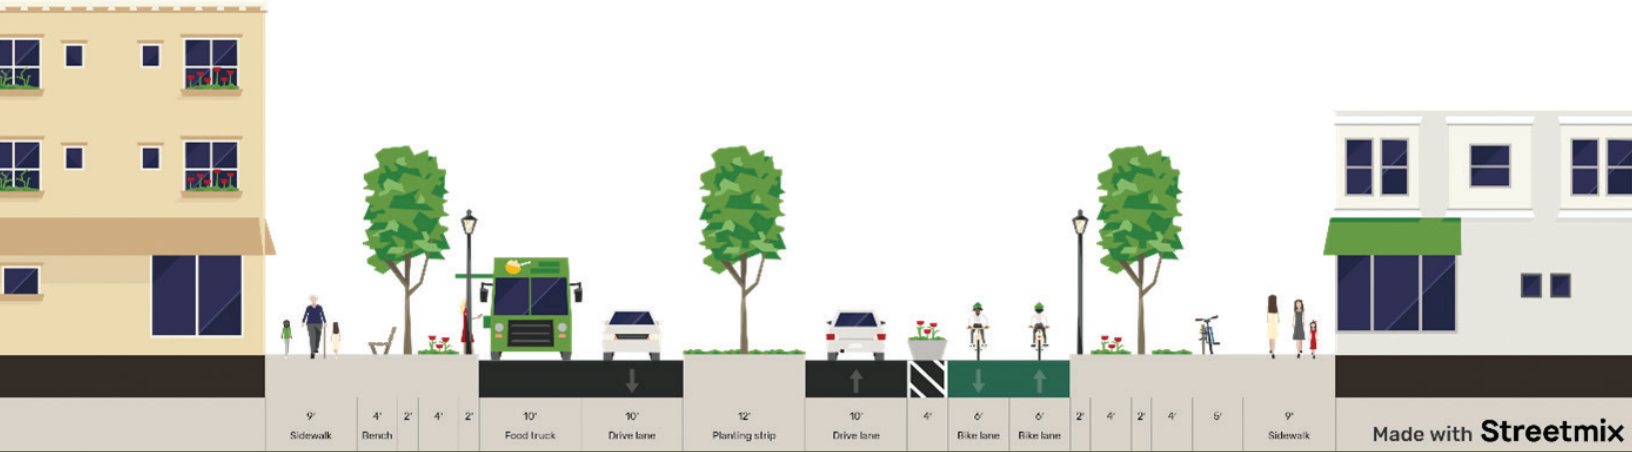 9' 4' 2' 4' 2' 10' 10' 12' 10' 4' 6' 6' 2' 4' 2' 4' 5' 9'
Sidewalk Bench Food truck Drive lane Planting strip Drive lane Bike lane Bike lane Sidewalk
Made with Streetmix